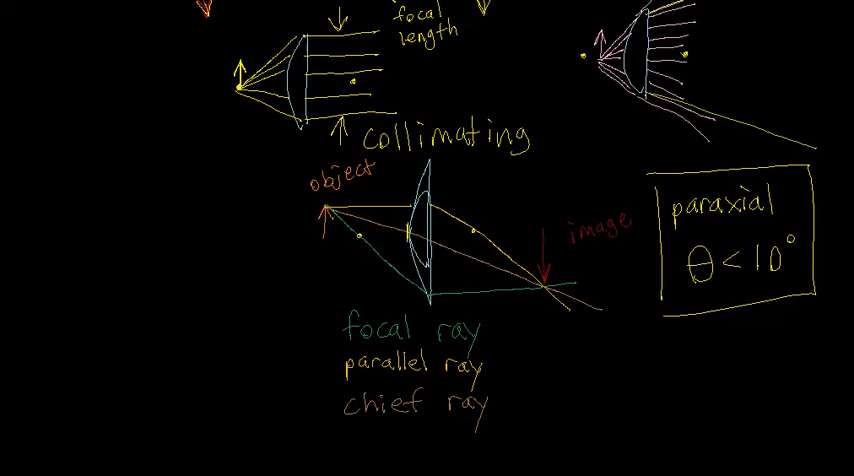 focal
length
collimating
object
image
paraxial
θ < 10°
focal ray
parallel ray
chief ray